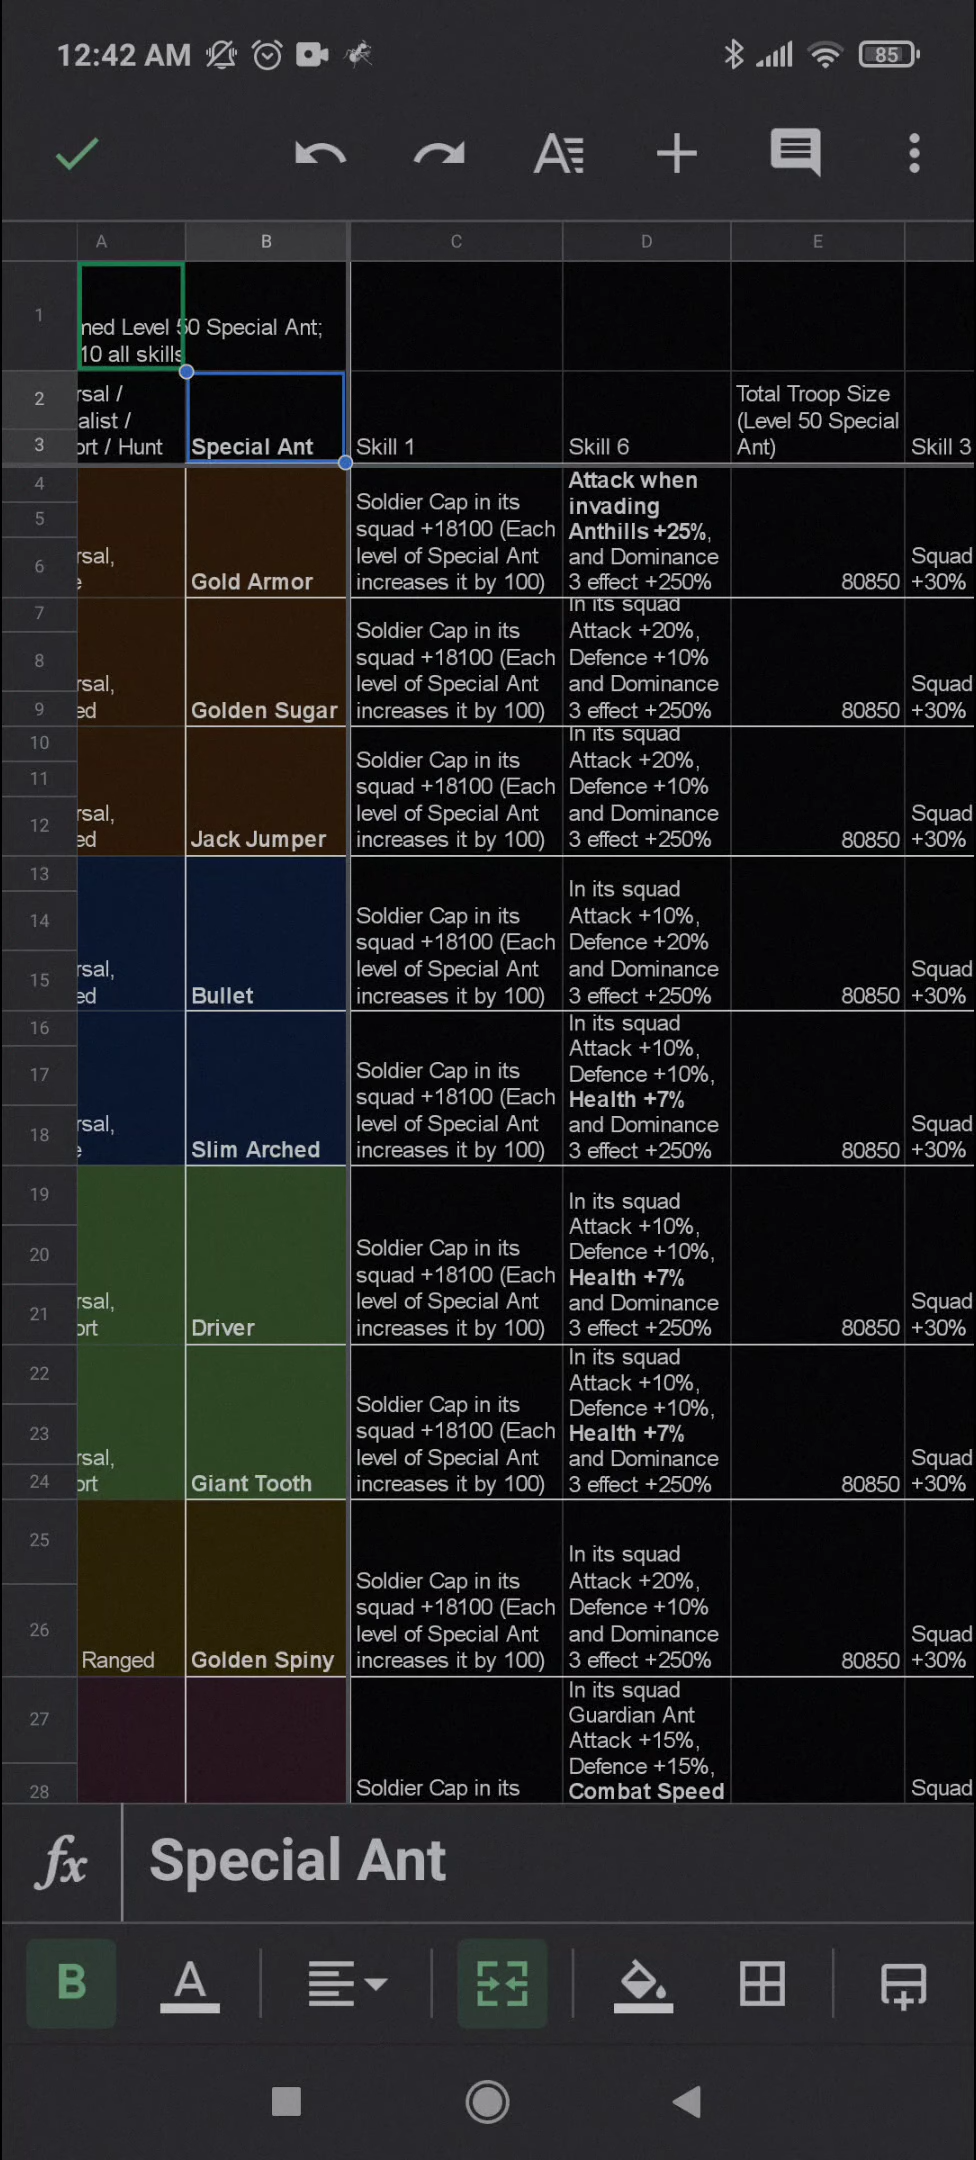 12:42 AM
85
A B C D E
1
ned Level 50 Special Ant;
10 all skills
2
3
rsal /
alist /
ort / Hunt
Special Ant
Skill 1
Skill 6
Total Troop Size
(Level 50 Special
Ant)
Skill 3
4
5
6
rsal,
e
Gold Armor
Soldier Cap in its
squad +18100 (Each
level of Special Ant
increases it by 100)
Attack when
invading
Anthills +25%,
and Dominance
3 effect +250%
80850
Squad
+30%
7
8
9
rsal,
ed
Golden Sugar
Soldier Cap in its
squad +18100 (Each
level of Special Ant
increases it by 100)
In its squad
Attack +20%,
Defence +10%
and Dominance
3 effect +250%
80850
Squad
+30%
10
11
12
rsal,
ed
Jack Jumper
Soldier Cap in its
squad +18100 (Each
level of Special Ant
increases it by 100)
In its squad
Attack +20%,
Defence +10%
and Dominance
3 effect +250%
80850
Squad
+30%
13
14
15
rsal,
ed
Bullet
Soldier Cap in its
squad +18100 (Each
level of Special Ant
increases it by 100)
In its squad
Attack +10%,
Defence +20%
and Dominance
3 effect +250%
80850
Squad
+30%
16
17
18
rsal,
e
Slim Arched
Soldier Cap in its
squad +18100 (Each
level of Special Ant
increases it by 100)
In its squad
Attack +10%,
Defence +10%,
Health +7%
and Dominance
3 effect +250%
80850
Squad
+30%
19
20
21
rsal,
ort
Driver
Soldier Cap in its
squad +18100 (Each
level of Special Ant
increases it by 100)
In its squad
Attack +10%,
Defence +10%,
Health +7%
and Dominance
3 effect +250%
80850
Squad
+30%
22
23
24
rsal,
ort
Giant Tooth
Soldier Cap in its
squad +18100 (Each
level of Special Ant
increases it by 100)
In its squad
Attack +10%,
Defence +10%,
Health +7%
and Dominance
3 effect +250%
80850
Squad
+30%
25
26
Ranged
Golden Spiny
Soldier Cap in its
squad +18100 (Each
level of Special Ant
increases it by 100)
In its squad
Attack +20%,
Defence +10%
and Dominance
3 effect +250%
80850
Squad
+30%
27
28
Soldier Cap in its
In its squad
Guardian Ant
Attack +15%,
Defence +15%,
Combat Speed
Squad
fx Special Ant
B A